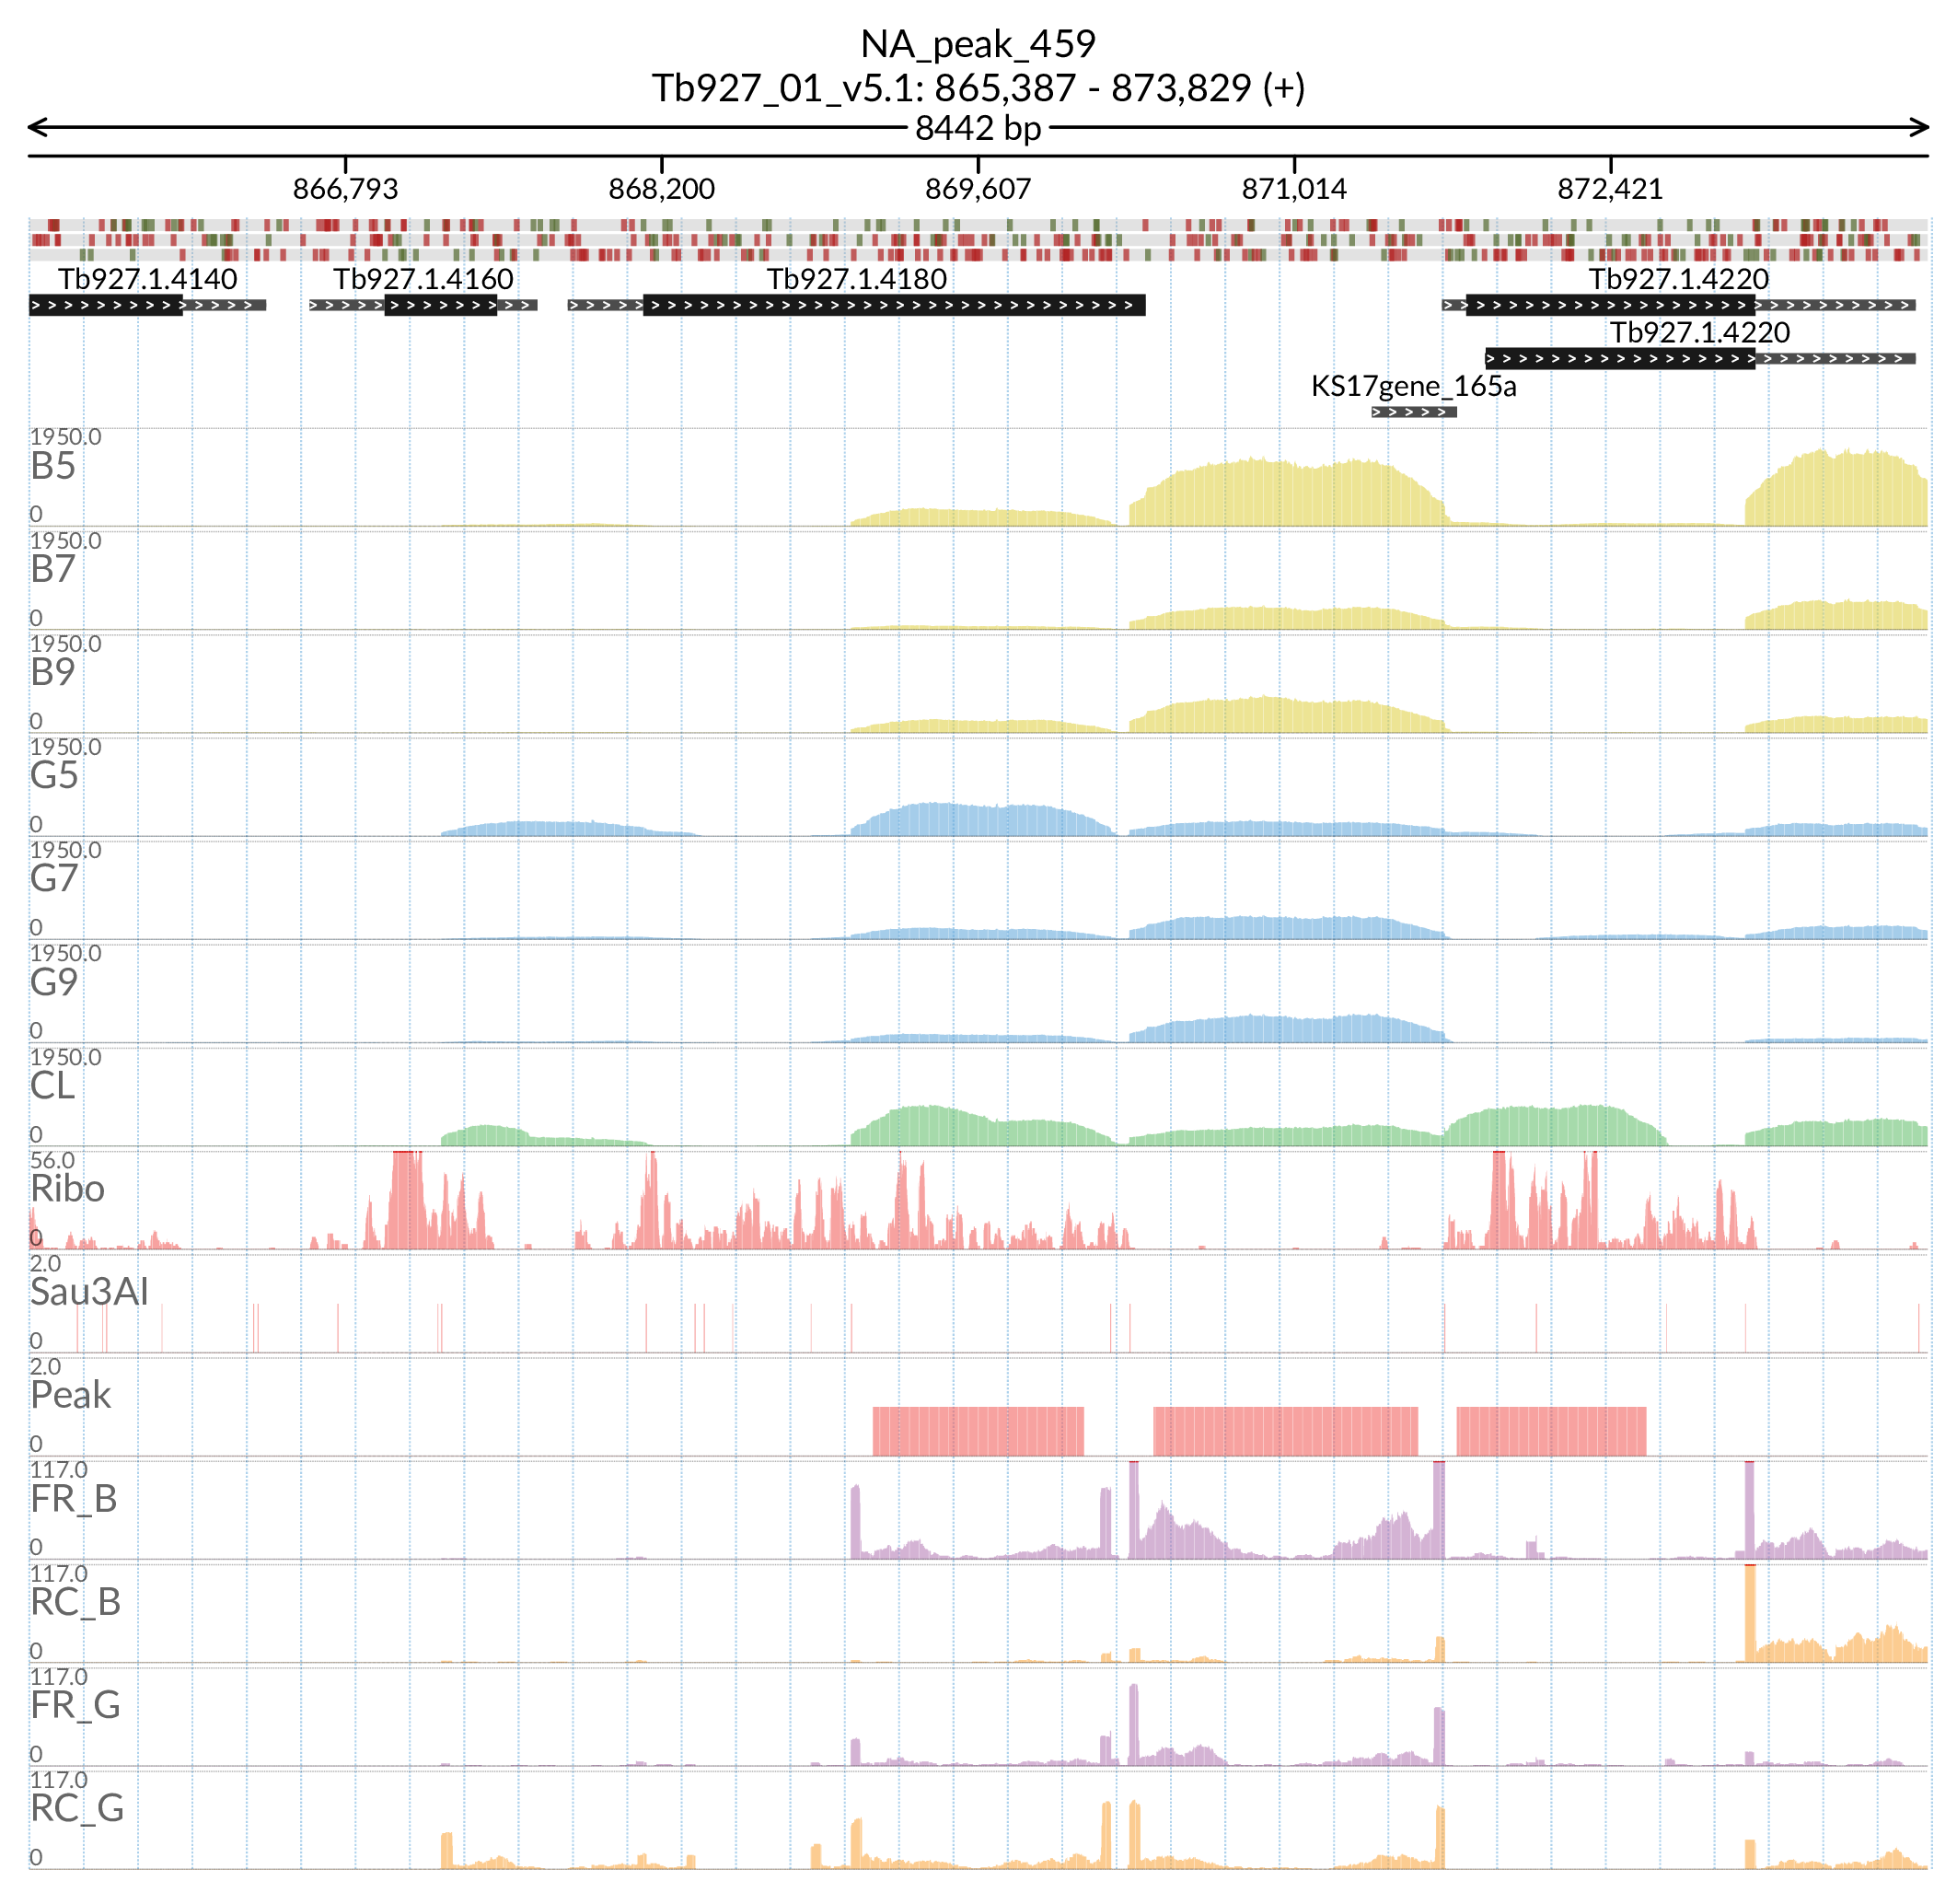 NA_peak_459
Tb927_01_v5.1: 865,387 - 873,829 (+)
8442 bp
866,793 868,200 869,607 871,014 872,421
Tb927.1.4140 Tb927.1.4160 Tb927.1.4180 Tb927.1.4220
Tb927.1.4220
KS17gene_165a
1950.0
B5
0
1950.0
B7
0
1950.0
B9
0
1950.0
G5
0
1950.0
G7
0
1950.0
G9
0
1950.0
CL
0
56.0
Ribo
0
2.0
Sau3AI
0
2.0
Peak
0
117.0
FR_B
0
117.0
RC_B
0
117.0
FR_G
0
117.0
RC_G
0